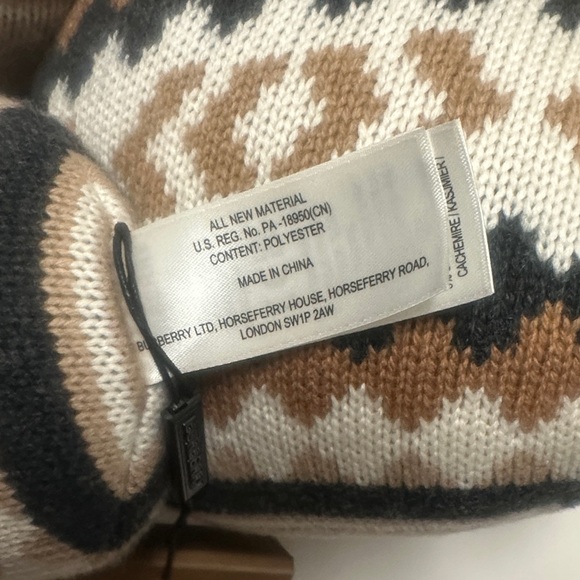 ALL NEW MATERIAL
U.S. REG. No. PA -18950(CN)
CONTENT: POLYESTER
MADE IN CHINA
BURBERRY LTD, HORSEFERRY HOUSE, HORSEFERRY ROAD,
LONDON SW1P 2AW
CACHEMIRE / KASJMIER /